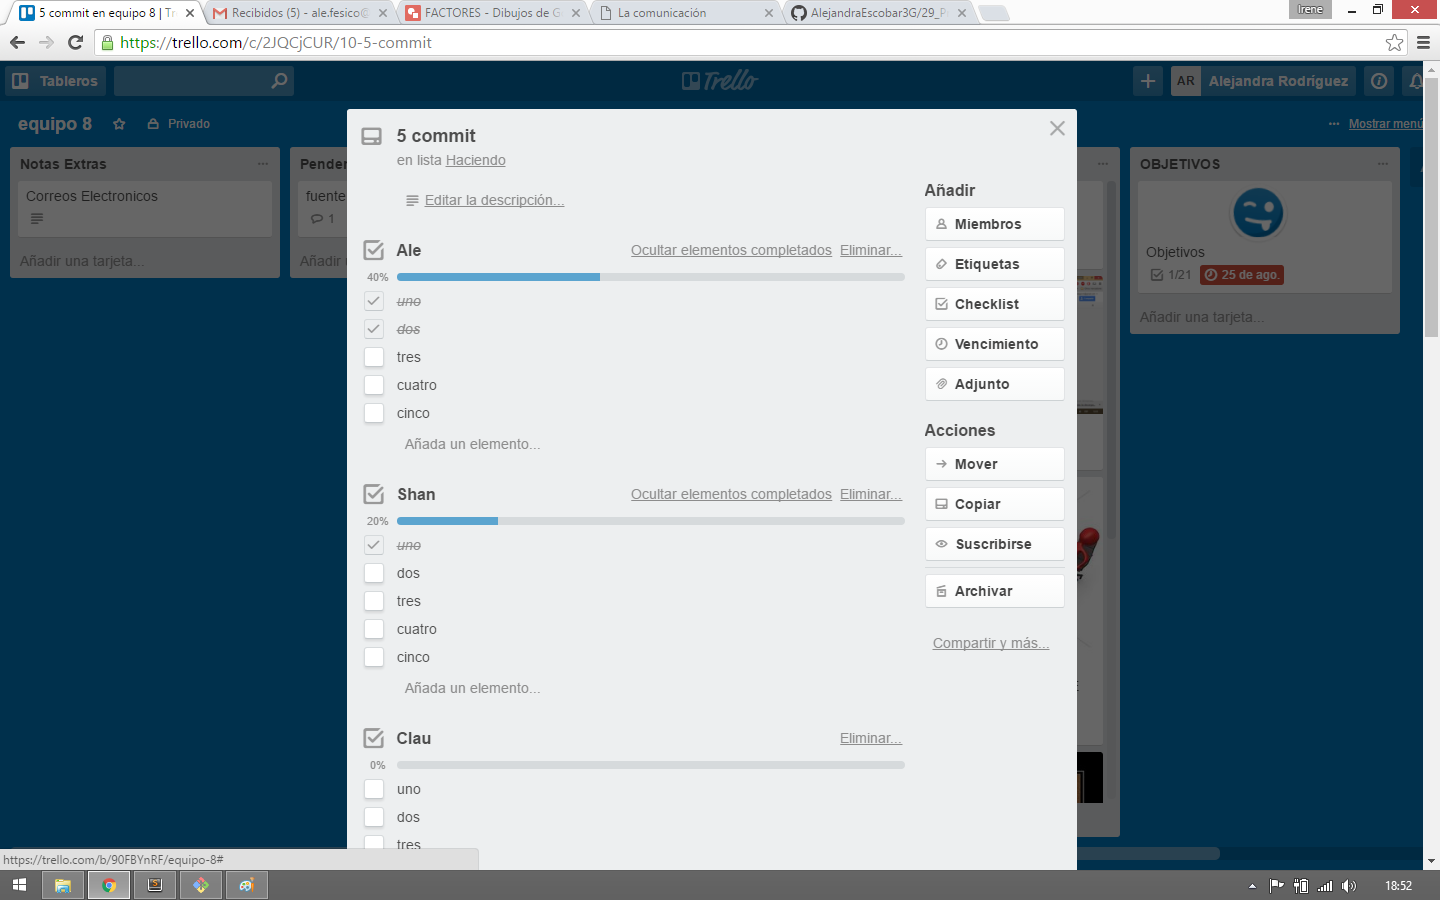 5 commit en equipo 8 | Tr
Recibidos (5) - ale.fesico@
FACTORES - Dibujos de G
La comunicación
AlejandraEscobar3G/29_P
Irene
https://trello.com/c/2JQCjCUR/10-5-commit
Tableros
Trello
AR
Alejandra Rodríguez
equipo 8
Privado
Mostrar menú
Notas Extras
Correos Electronicos
Añadir una tarjeta...
Pender
fuente
1
Añadir
OBJETIVOS
Objetivos
1/21
25 de ago.
Añadir una tarjeta...
5 commit
en lista Haciendo
Editar la descripción...
Ale
Ocultar elementos completados
Eliminar...
40%
uno
dos
tres
cuatro
cinco
Añada un elemento...
Shan
Ocultar elementos completados
Eliminar...
20%
uno
dos
tres
cuatro
cinco
Añada un elemento...
Clau
Eliminar...
0%
uno
dos
tres
Añadir
Miembros
Etiquetas
Checklist
Vencimiento
Adjunto
Acciones
Mover
Copiar
Suscribirse
Archivar
Compartir y más...
https://trello.com/b/90FBYnRF/equipo-8#
18:52